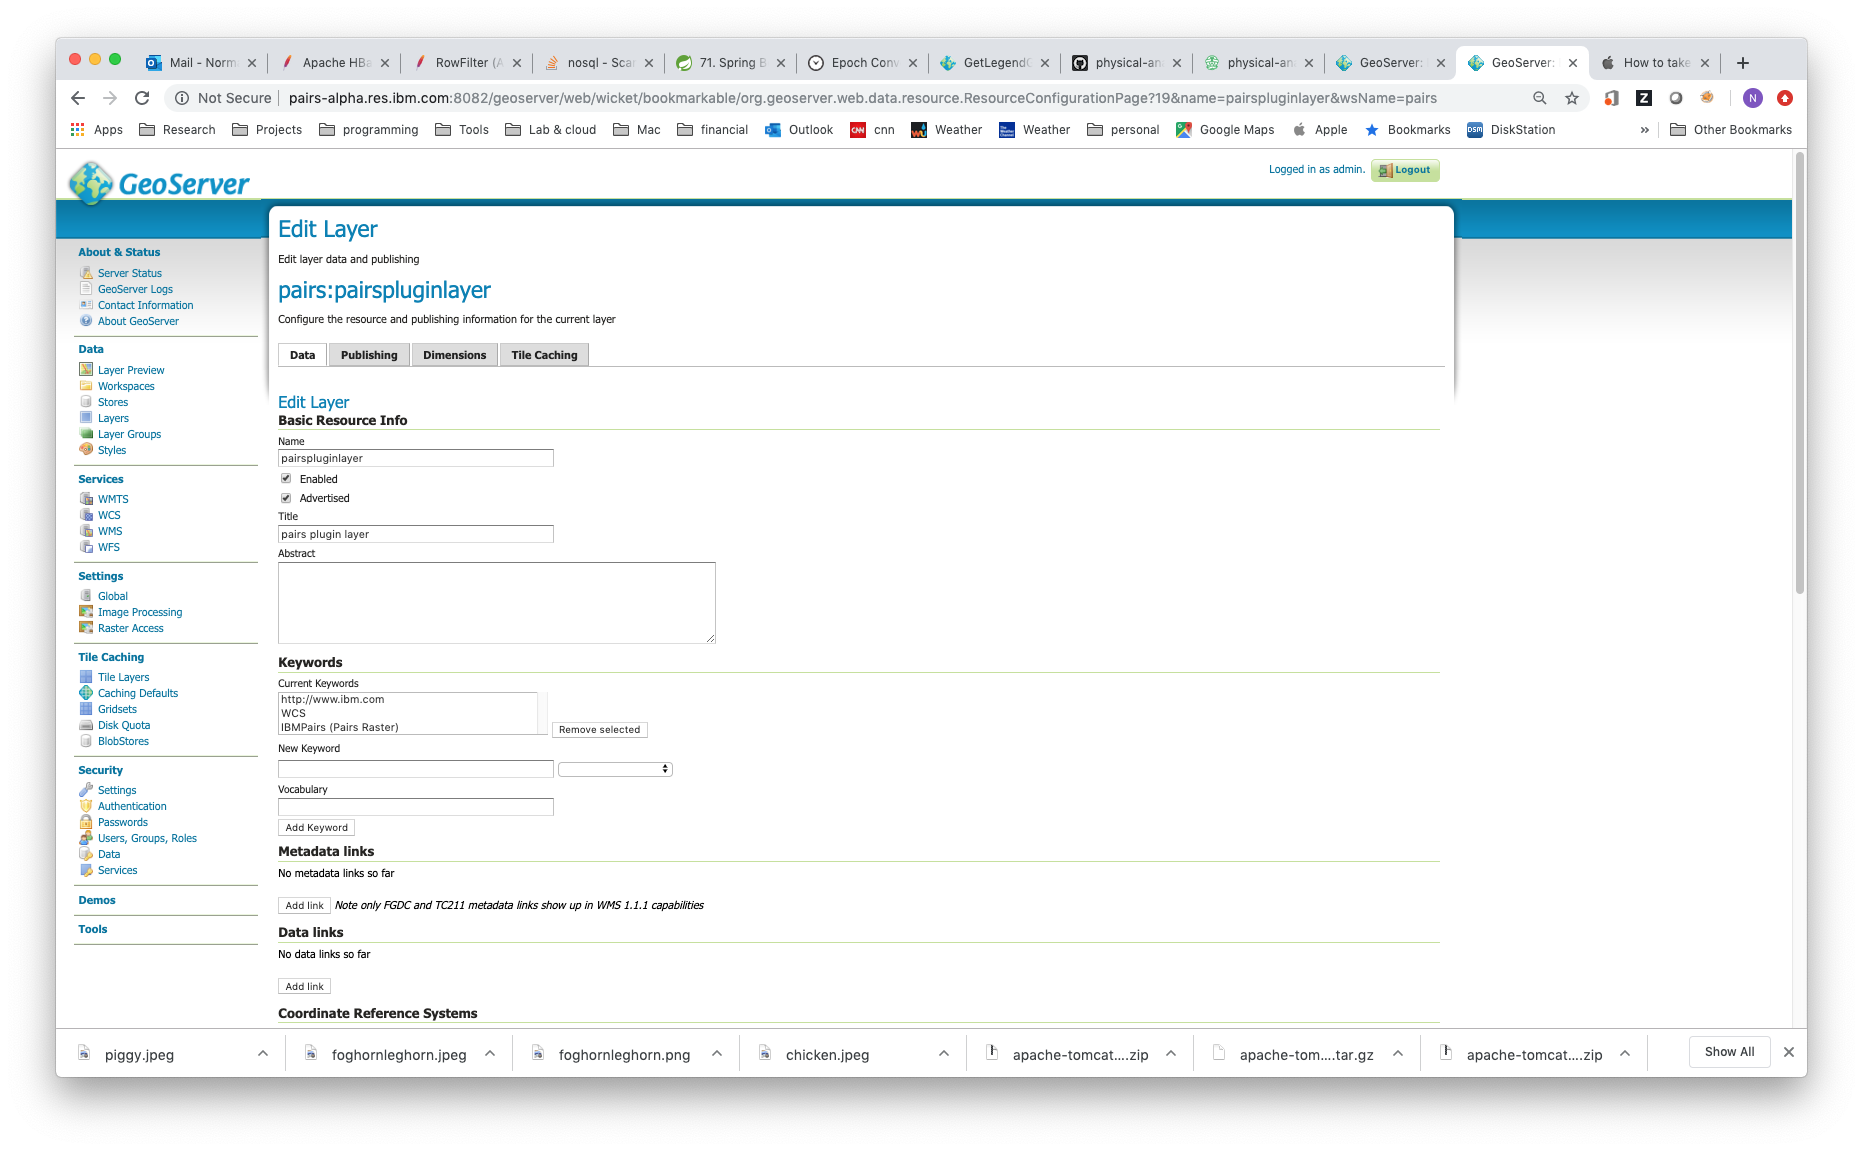 Mail - Norm
Apache HBa
RowFilter (A
nosql - Sca
71. Spring B
Epoch Conv
GetLegendG
physical-ana
physical-ana
GeoServer:
GeoServer:
How to take
Not Secure | pairs-alpha.res.ibm.com:8082/geoserver/web/wicket/bookmarkable/org.geoserver.web.data.resource.ResourceConfigurationPage?19&name=pairspluginlayer&wsName=pairs
N
Apps Research Projects programming Tools Lab & cloud Mac financial Outlook CNN cnn Weather Weather personal Google Maps Apple Bookmarks DSM DiskStation » Other Bookmarks
GeoServer
Logged in as admin. Logout
About & Status
Server Status
GeoServer Logs
Contact Information
About GeoServer
Data
Layer Preview
Workspaces
Stores
Layers
Layer Groups
Styles
Services
WMTS
WCS
WMS
WFS
Settings
Global
Image Processing
Raster Access
Tile Caching
Tile Layers
Caching Defaults
Gridsets
Disk Quota
BlobStores
Security
Settings
Authentication
Passwords
Users, Groups, Roles
Data
Services
Demos
Tools
Edit Layer
Edit layer data and publishing
pairs:pairspluginlayer
Configure the resource and publishing information for the current layer
Data Publishing Dimensions Tile Caching
Edit Layer
Basic Resource Info
Name
pairspluginlayer
Enabled
Advertised
Title
pairs plugin layer
Abstract
Keywords
Current Keywords
http://www.ibm.com
WCS
IBMPairs (Pairs Raster)
Remove selected
New Keyword
Vocabulary
Add Keyword
Metadata links
No metadata links so far
Add link Note only FGDC and TC211 metadata links show up in WMS 1.1.1 capabilities
Data links
No data links so far
Add link
Coordinate Reference Systems
piggy.jpeg
foghornleghorn.jpeg
foghornleghorn.png
chicken.jpeg
apache-tomcat....zip
apache-tom....tar.gz
apache-tomcat....zip
Show All